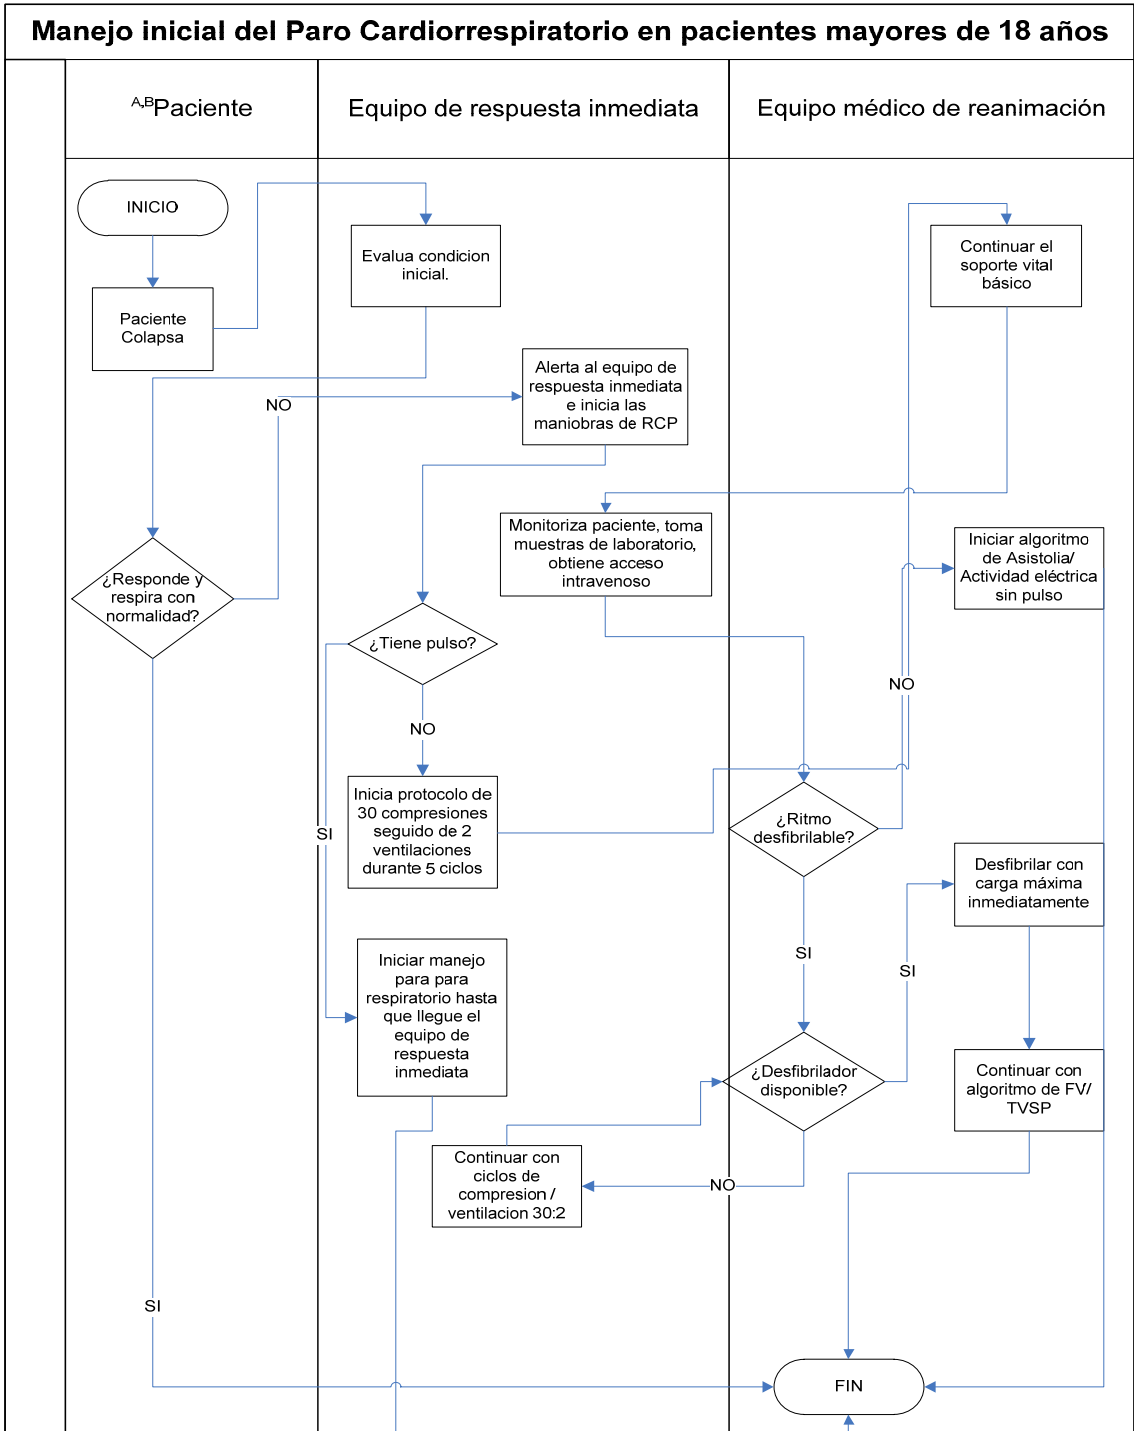 Manejo inicial del Paro Cardiorrespiratorio en pacientes mayores de 18 años
A,BPaciente
Equipo de respuesta inmediata
Equipo médico de reanimación
INICIO
Paciente
Colapsa
Evalua condicion
inicial.
Continuar el
soporte vital
básico
Alerta al equipo de
respuesta inmediata
e inicia las
maniobras de RCP
NO
Monitoriza paciente, toma
muestras de laboratorio,
obtiene acceso
intravenoso
Iniciar algoritmo
de Asistolia/
Actividad eléctrica
sin pulso
¿Responde y
respira con
normalidad?
¿Tiene pulso?
NO
NO
Inicia protocolo de
30 compresiones
seguido de 2
ventilaciones
durante 5 ciclos
SI
¿Ritmo
desfibrilable?
Desfibrilar con
carga máxima
inmediatamente
SI
SI
Iniciar manejo
para para
respiratorio hasta
que llegue el
equipo de
respuesta
inmediata
¿Desfibrilador
disponible?
Continuar con
algoritmo de FV/
TVSP
Continuar con
ciclos de
compresion /
ventilacion 30:2
NO
SI
FIN